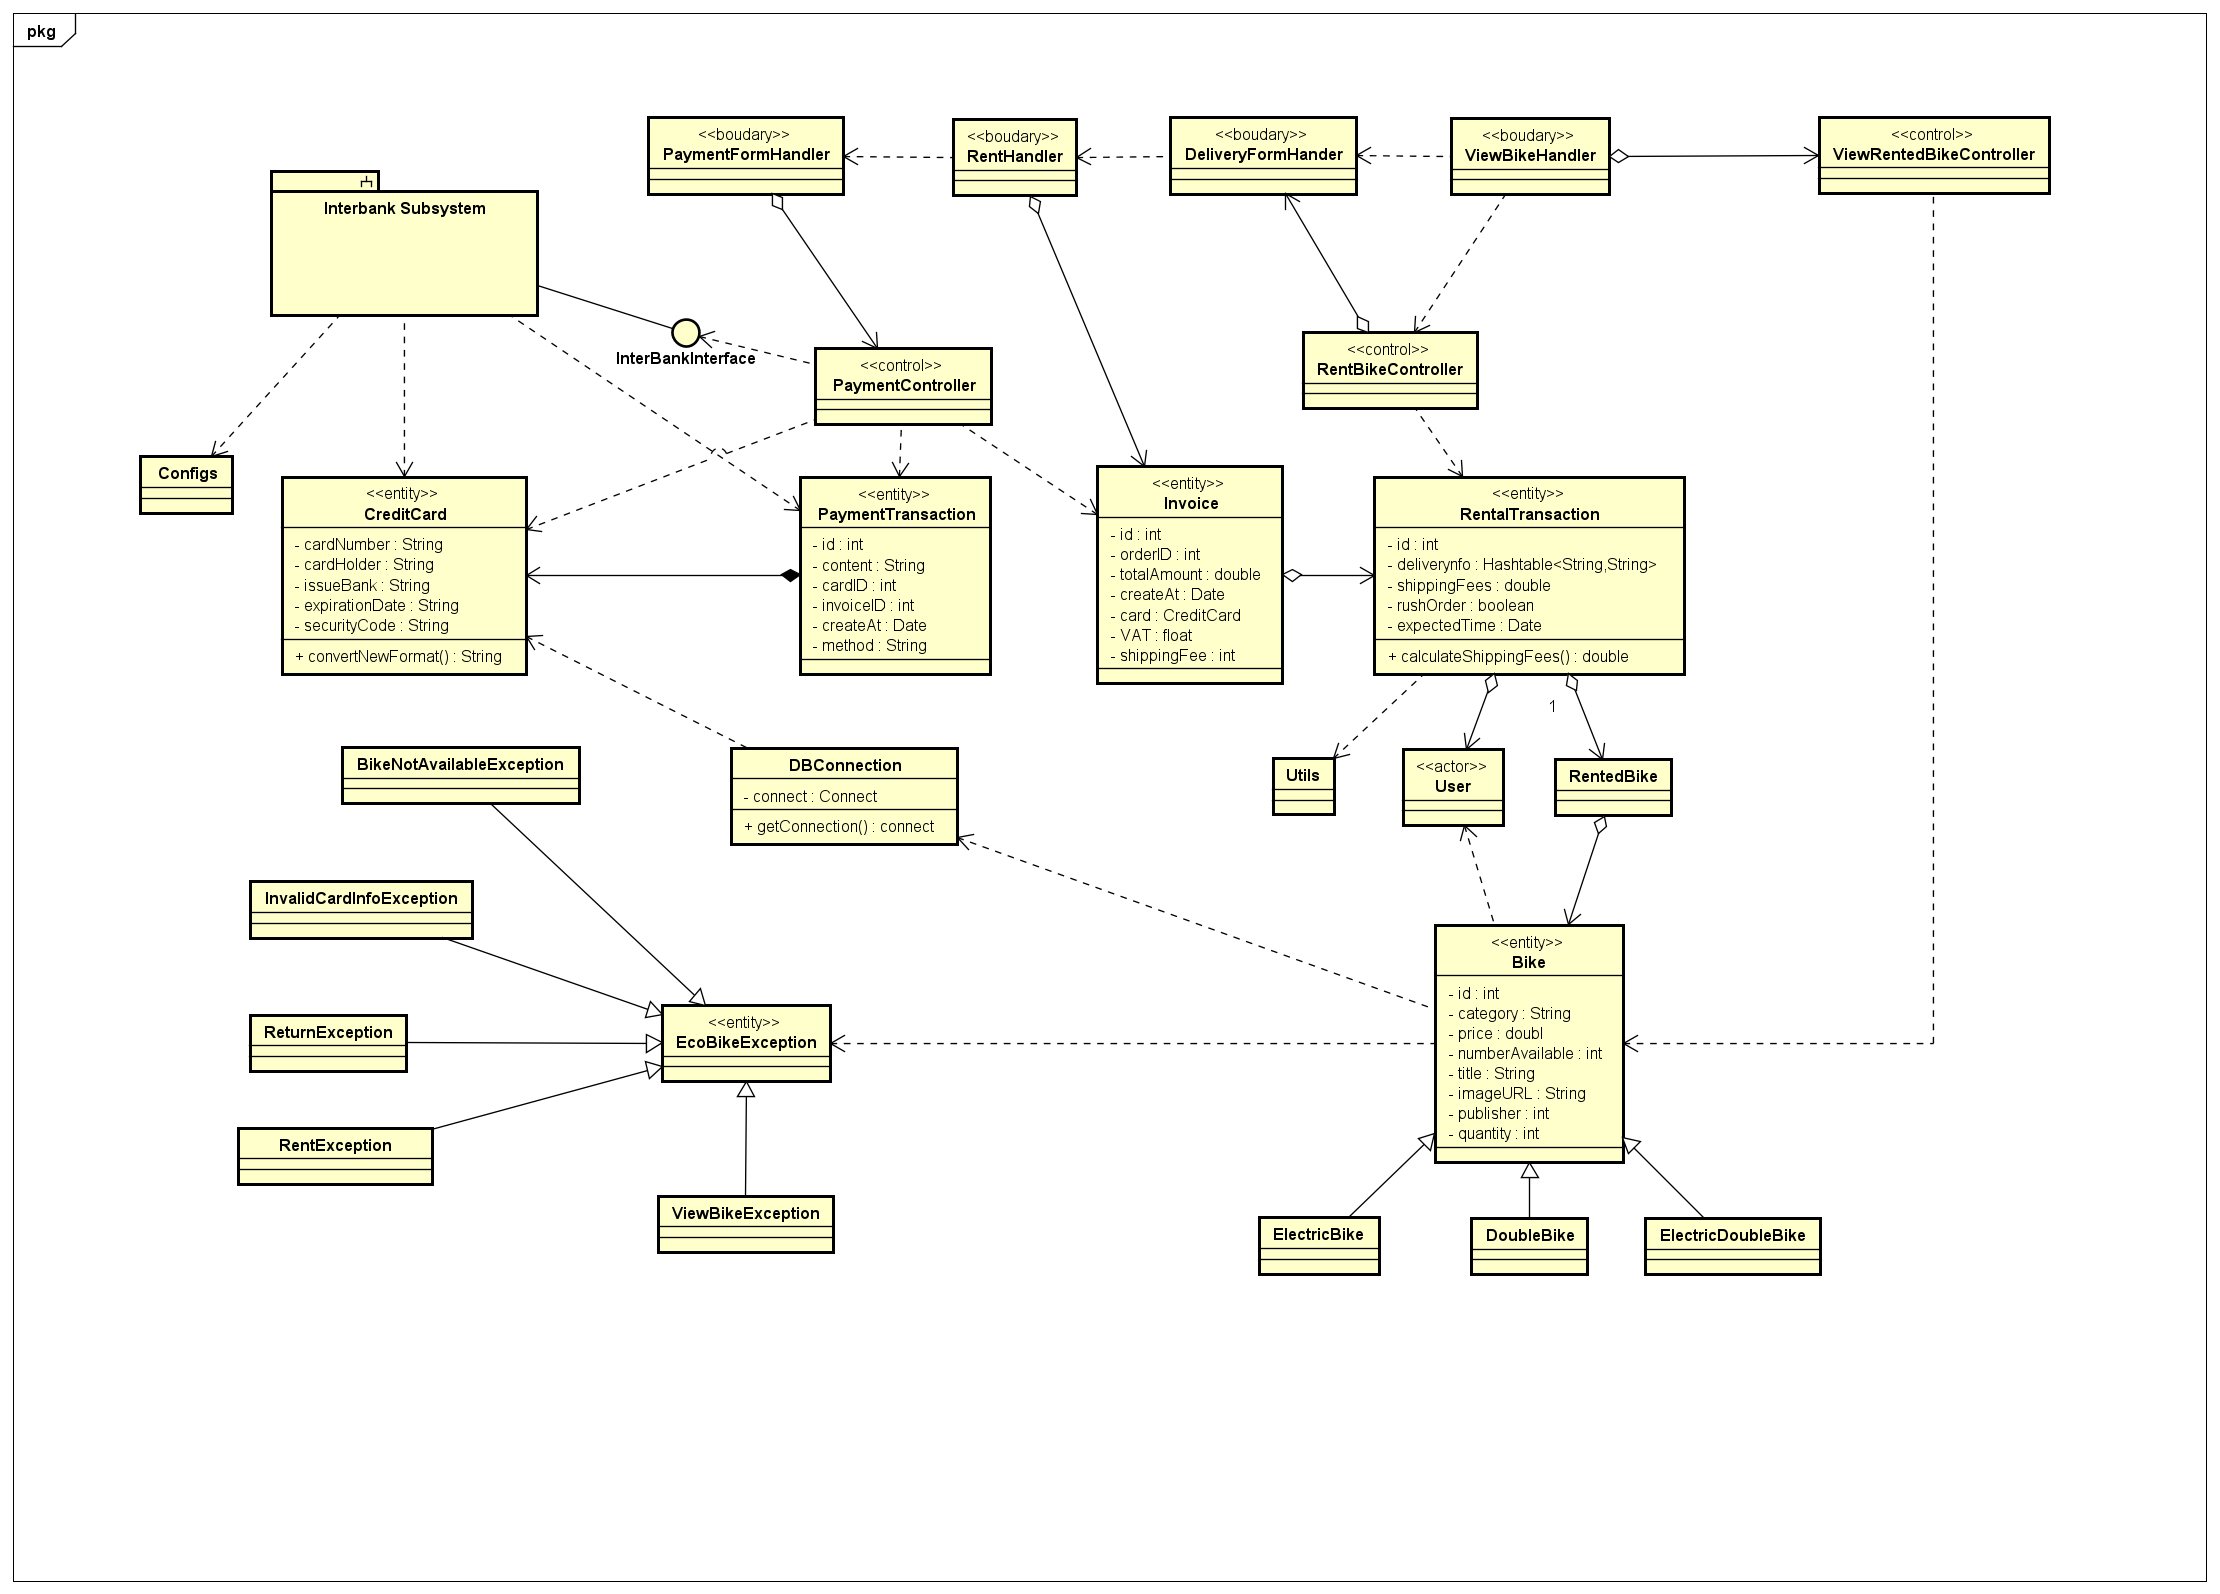 pkg
<<boudary>>
PaymentFormHandler
<<boudary>>
RentHandler
<<boudary>>
DeliveryFormHander
<<boudary>>
ViewBikeHandler
<<control>>
ViewRentedBikeController
Interbank Subsystem
InterBankInterface
<<control>>
PaymentController
<<control>>
RentBikeController
Configs
<<entity>>
CreditCard
- cardNumber : String
- cardHolder : String
- issueBank : String
- expirationDate : String
- securityCode : String
+ convertNewFormat() : String
<<entity>>
PaymentTransaction
- id : int
- content : String
- cardID : int
- invoiceID : int
- createAt : Date
- method : String
<<entity>>
Invoice
- id : int
- orderID : int
- totalAmount : double
- createAt : Date
- card : CreditCard
- VAT : float
- shippingFee : int
<<entity>>
RentalTransaction
- id : int
- deliverynfo : Hashtable<String,String>
- shippingFees : double
- rushOrder : boolean
- expectedTime : Date
+ calculateShippingFees() : double
1
BikeNotAvailableException
DBConnection
- connect : Connect
+ getConnection() : connect
Utils
<<actor>>
User
RentedBike
InvalidCardInfoException
ReturnException
<<entity>>
EcoBikeException
<<entity>>
Bike
- id : int
- category : String
- price : doubl
- numberAvailable : int
- title : String
- imageURL : String
- publisher : int
- quantity : int
RentException
ViewBikeException
ElectricBike
DoubleBike
ElectricDoubleBike